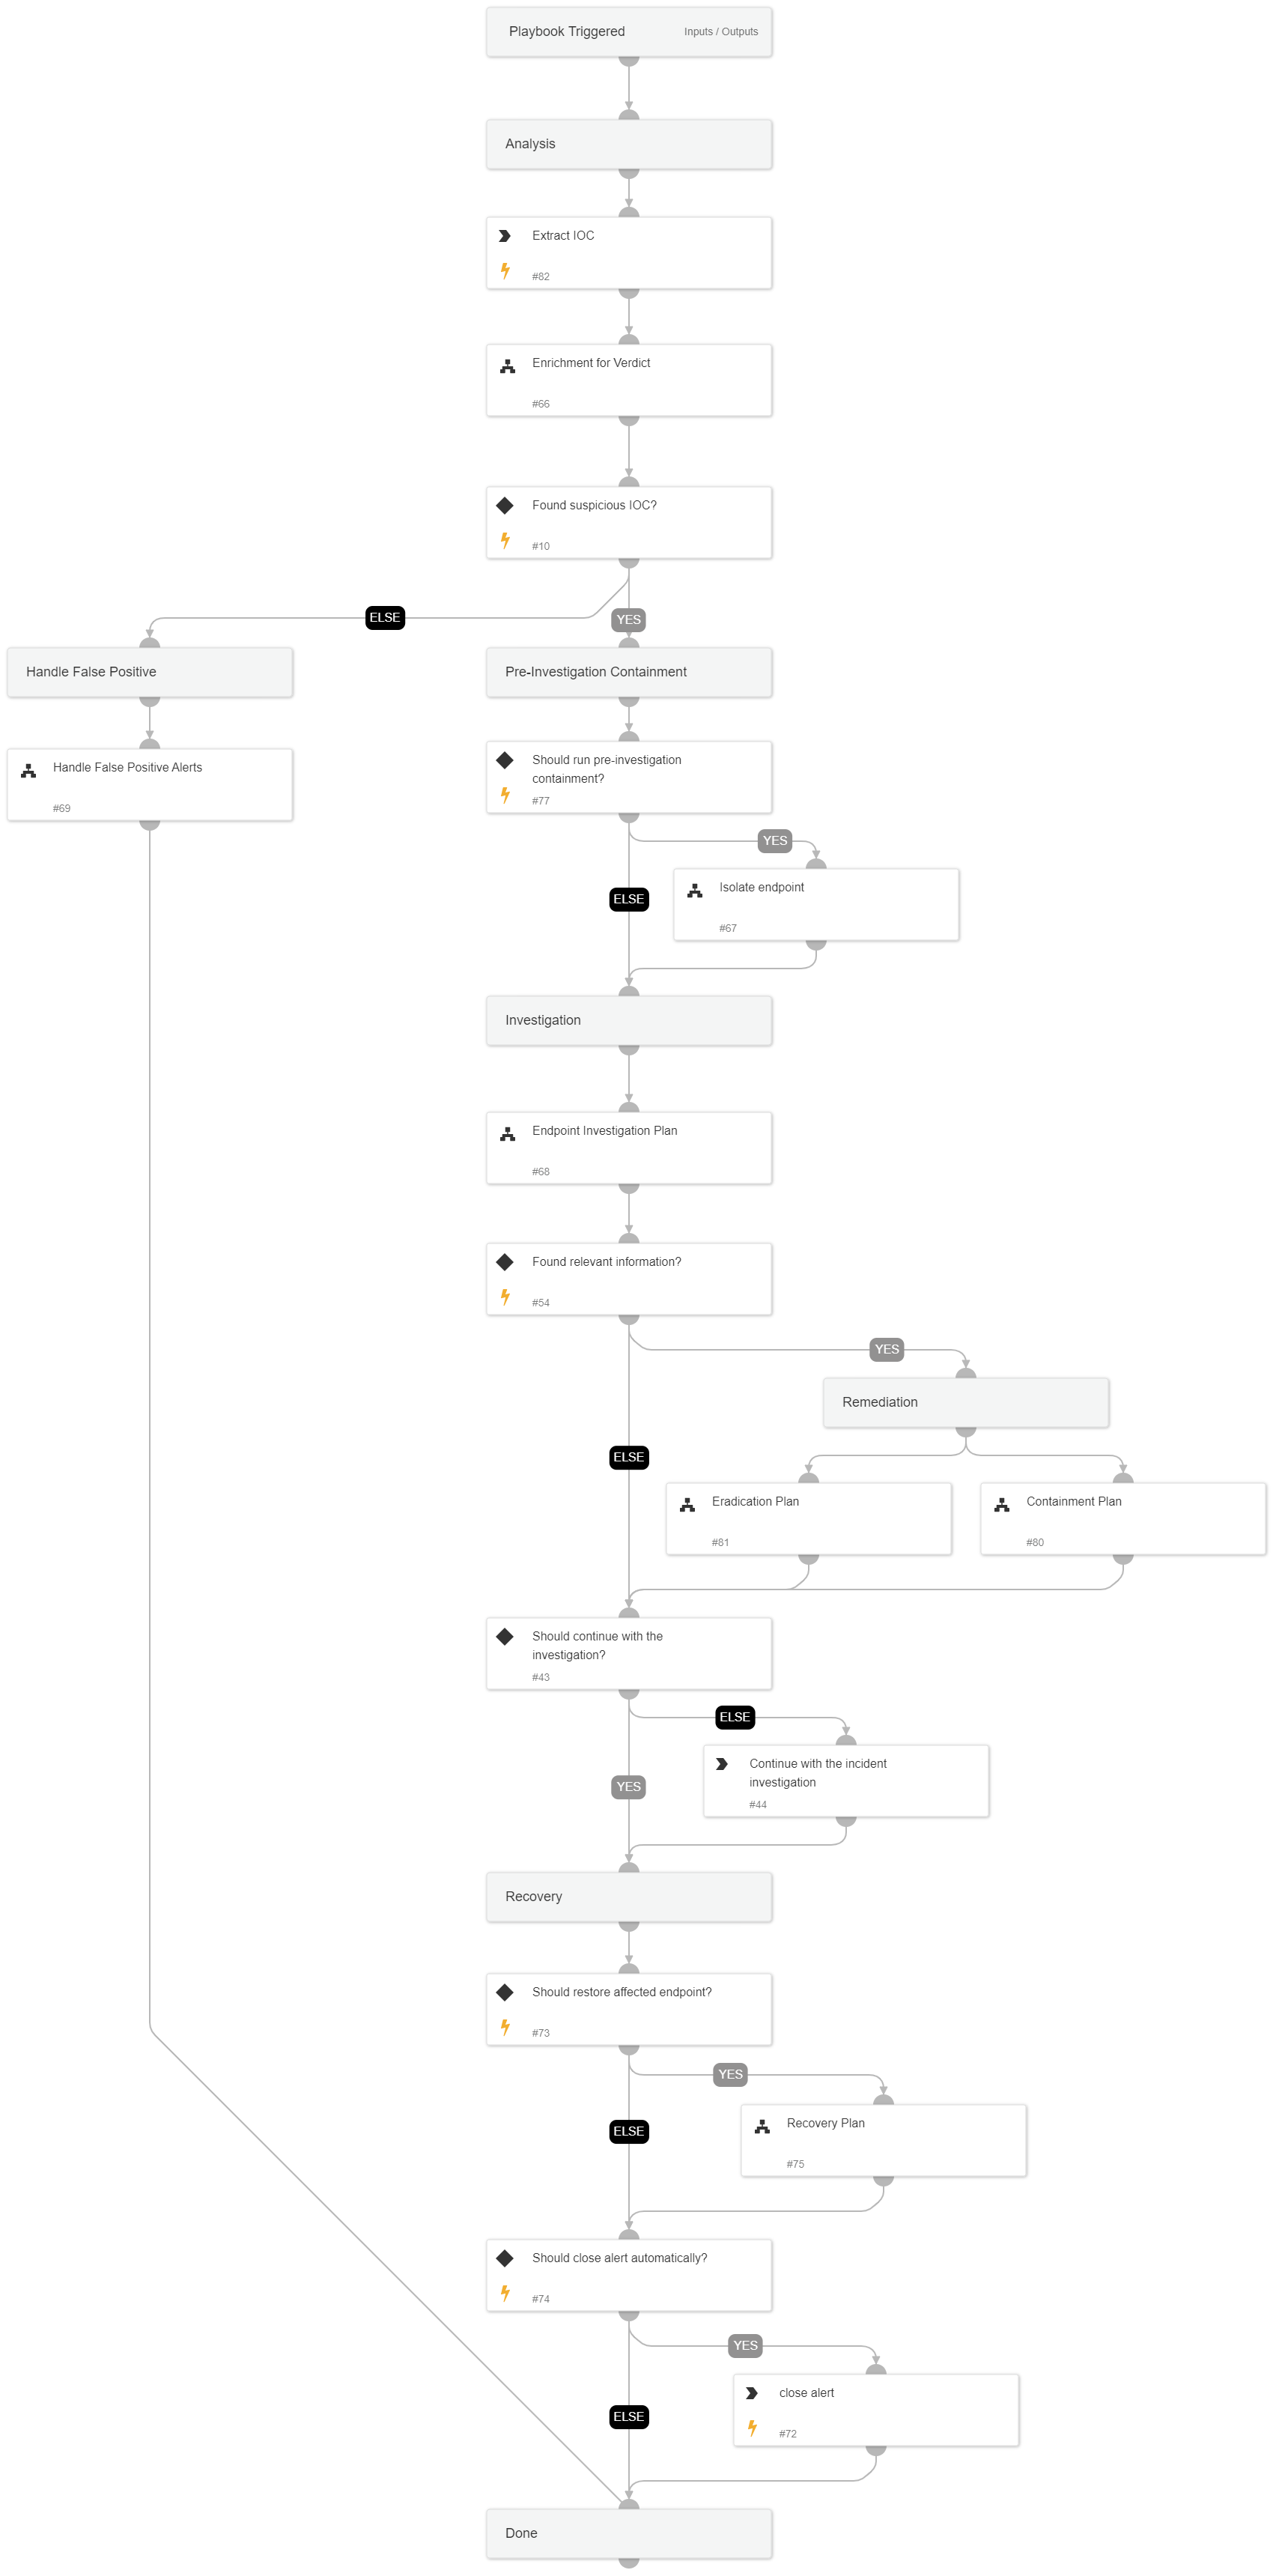 Playbook Triggered
Inputs / Outputs
Analysis
Extract IOC
#82
Enrichment for Verdict
#66
Found suspicious IOC?
#10
ELSE
YES
Handle False Positive
Pre-Investigation Containment
Handle False Positive Alerts
#69
Should run pre-investigation
containment?
#77
YES
ELSE
Isolate endpoint
#67
Investigation
Endpoint Investigation Plan
#68
Found relevant information?
#54
YES
Remediation
ELSE
Eradication Plan
#81
Containment Plan
#80
Should continue with the
investigation?
#43
ELSE
YES
Continue with the incident
investigation
#44
Recovery
Should restore affected endpoint?
#73
YES
ELSE
Recovery Plan
#75
Should close alert automatically?
#74
YES
close alert
#72
ELSE
Done